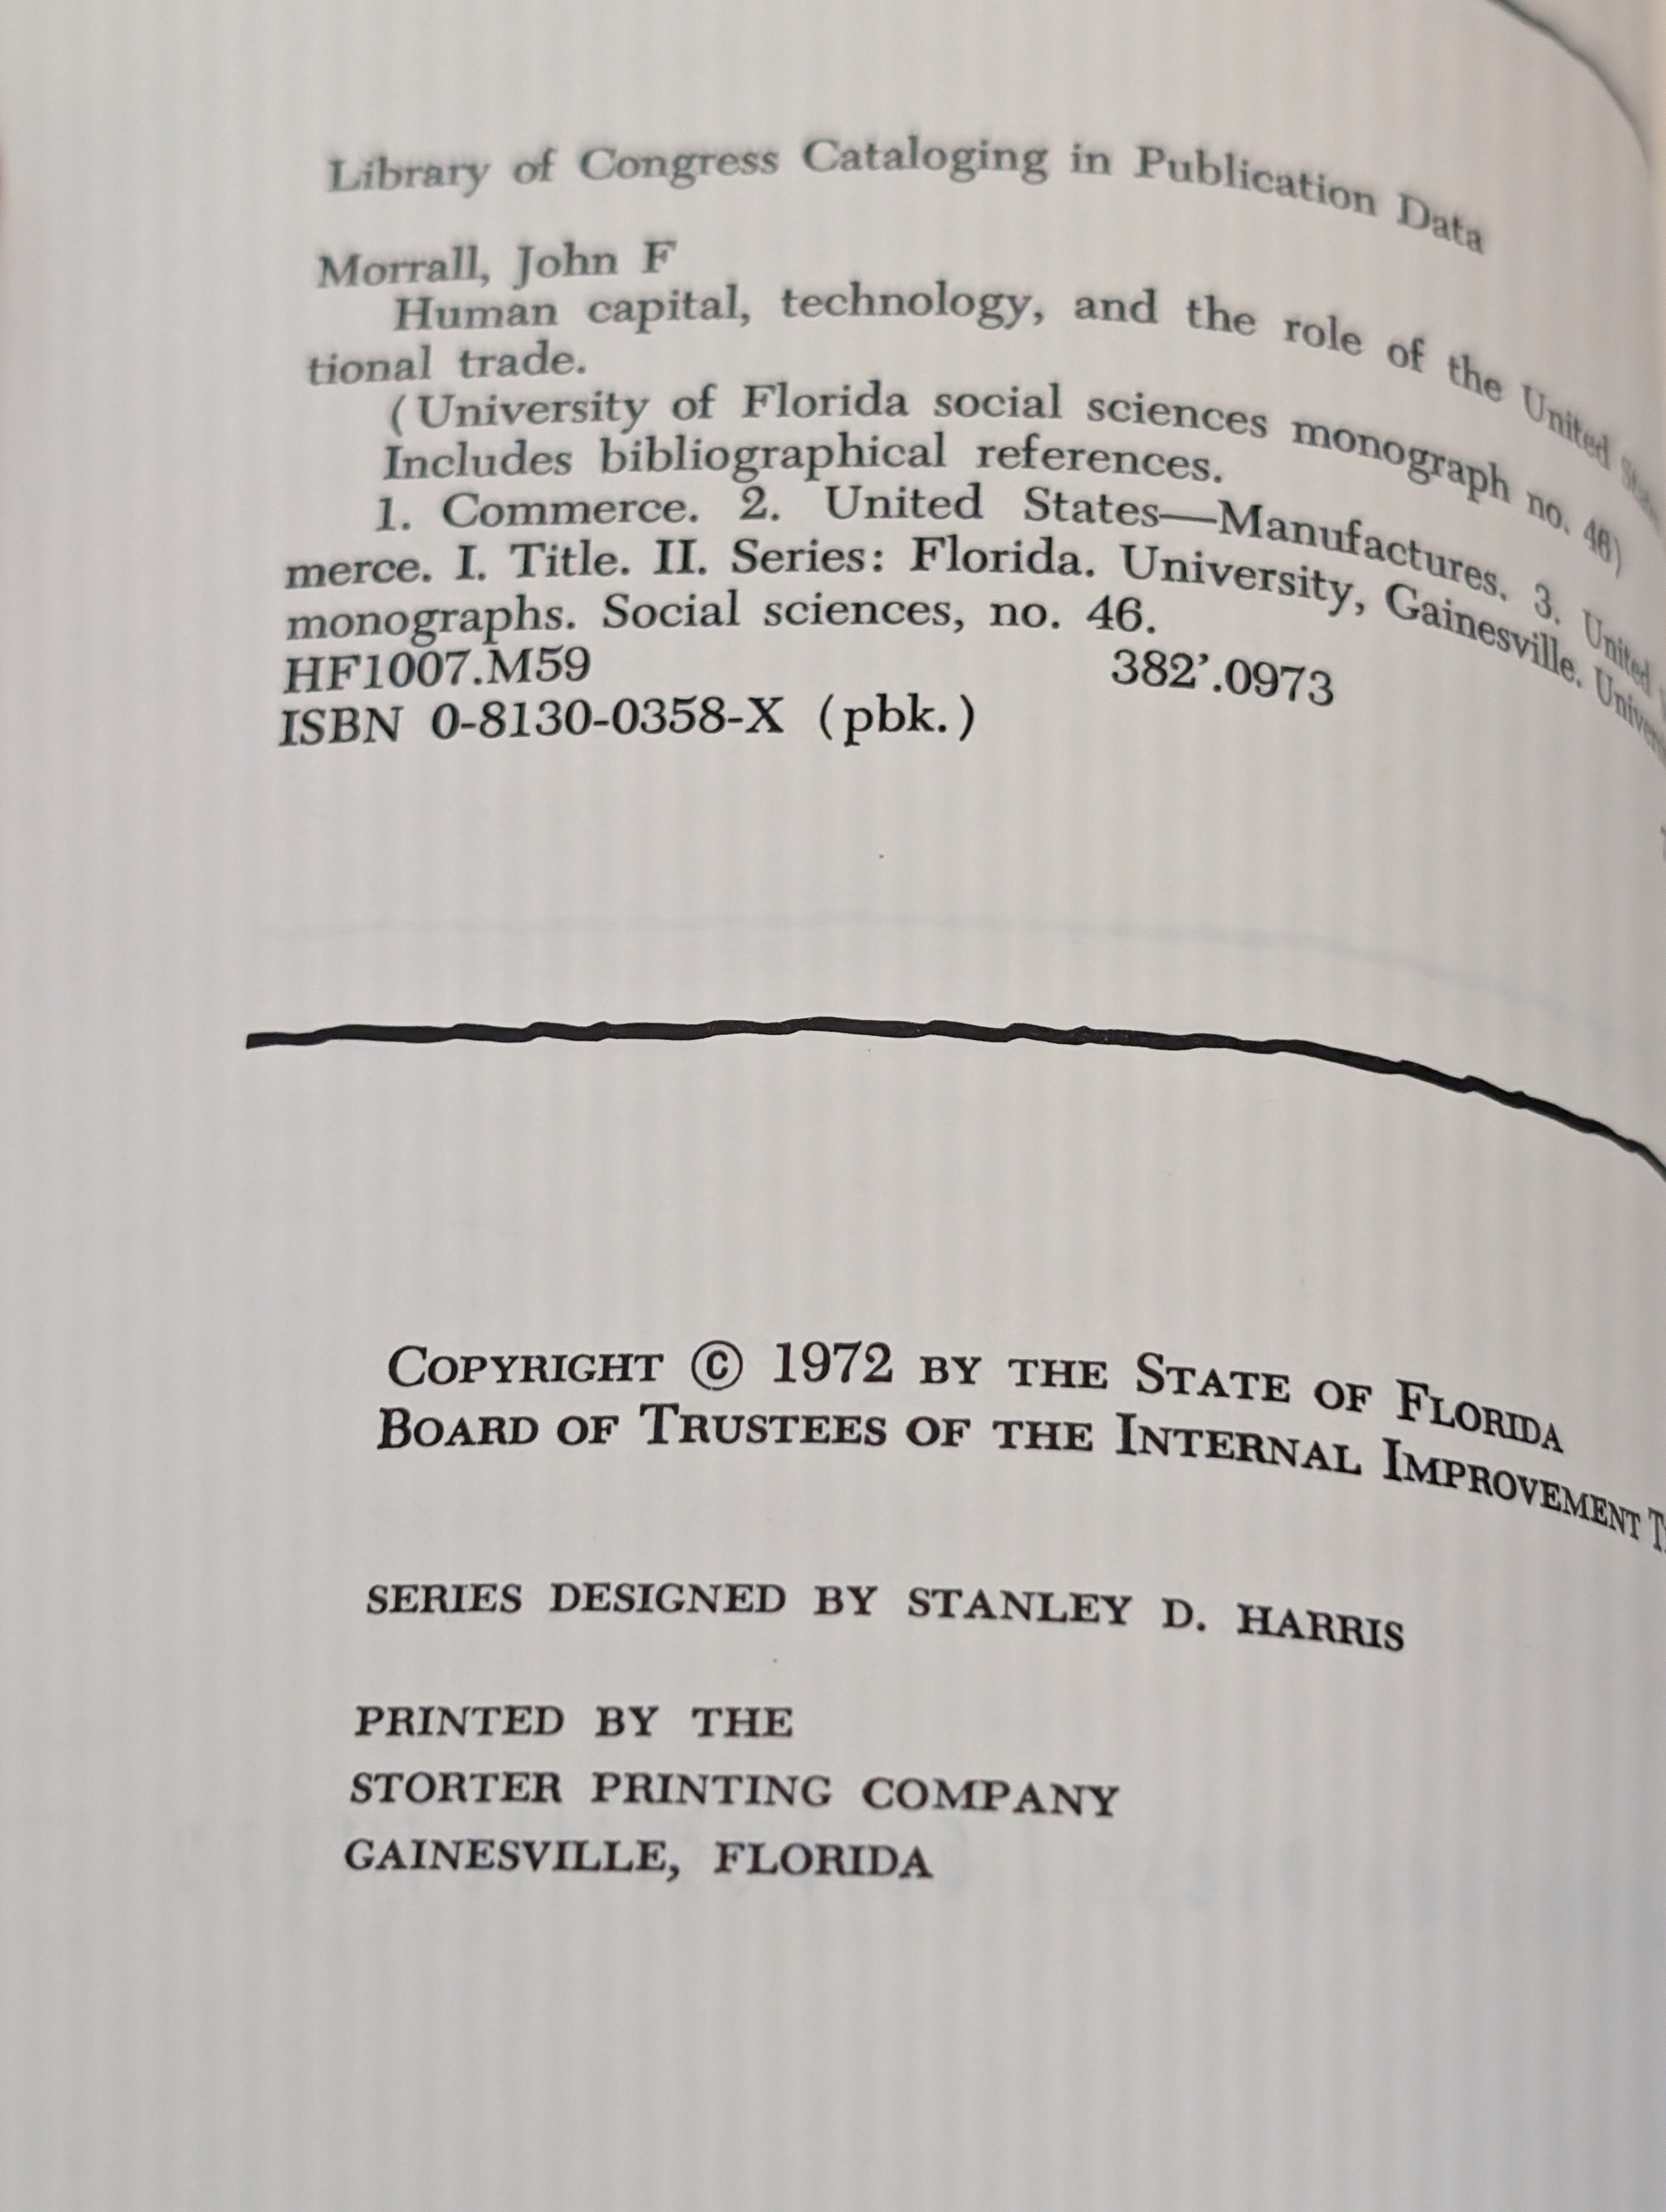 Library of Congress Cataloging in Publication Data
Morrall, John F
Human capital, technology, and the role of the United
tional trade.
(University of Florida social sciences monograph no. 46)
Includes bibliographical references.
1. Commerce. 2. United States—Manufactures. 3. United
merce. I. Title. II. Series: Florida. University, Gainesville.
monographs. Social sciences, no. 46.
HF1007.M59 382'.0973
ISBN 0-8130-0358-X (pbk.)
COPYRIGHT © 1972 BY THE STATE OF FLORIDA
BOARD OF TRUSTEES OF THE INTERNAL IMPROVEMENT
SERIES DESIGNED BY STANLEY D. HARRIS
PRINTED BY THE
STORTER PRINTING COMPANY
GAINESVILLE, FLORIDA